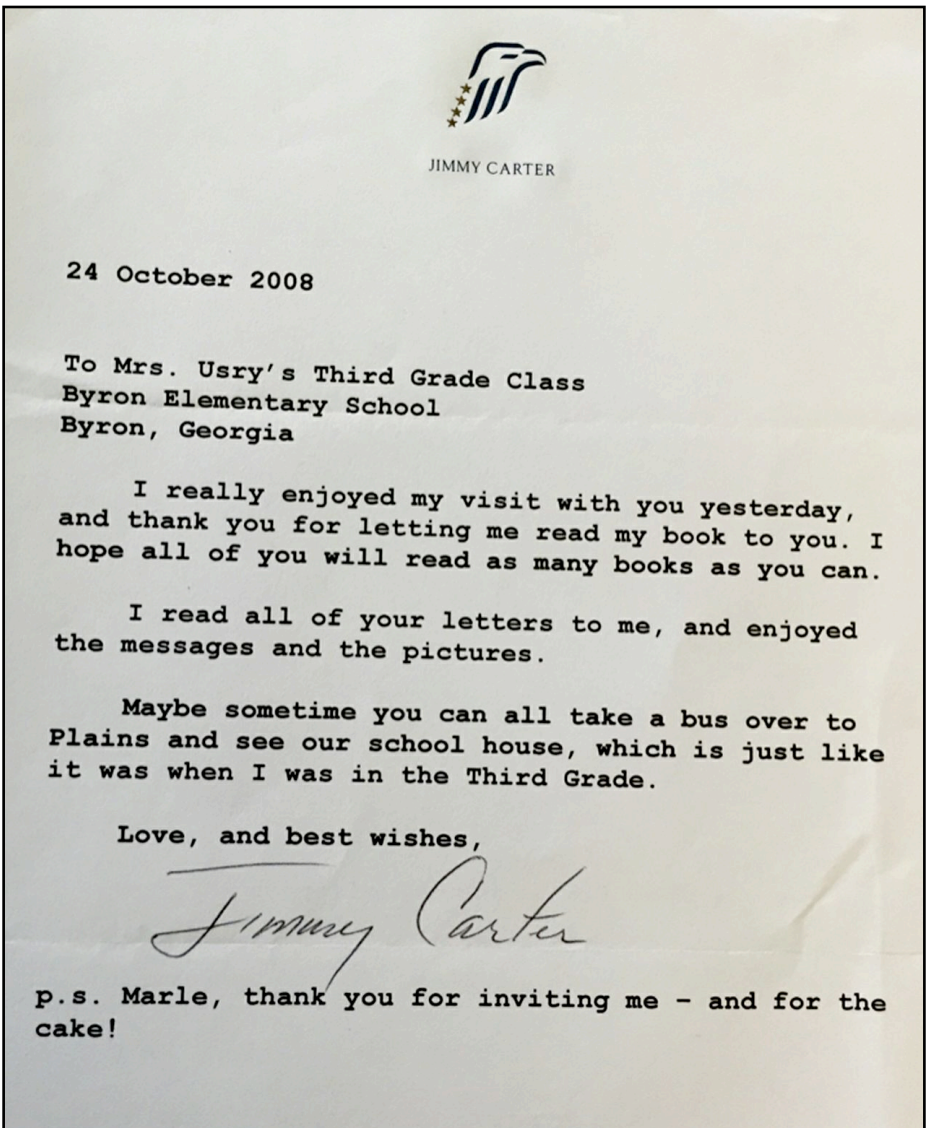 JIMMY CARTER
24 October 2008
To Mrs. Usry's Third Grade Class
Byron Elementary School
Byron, Georgia
I really enjoyed my visit with you yesterday,
and thank you for letting me read my book to you. I
hope all of you will read as many books as you can.
I read all of your letters to me, and enjoyed
the messages and the pictures.
Maybe sometime you can all take a bus over to
Plains and see our school house, which is just like
it was when I was in the Third Grade.
Love, and best wishes,
Jimmy Carter
p.s. Marle, thank you for inviting me – and for the
cake!